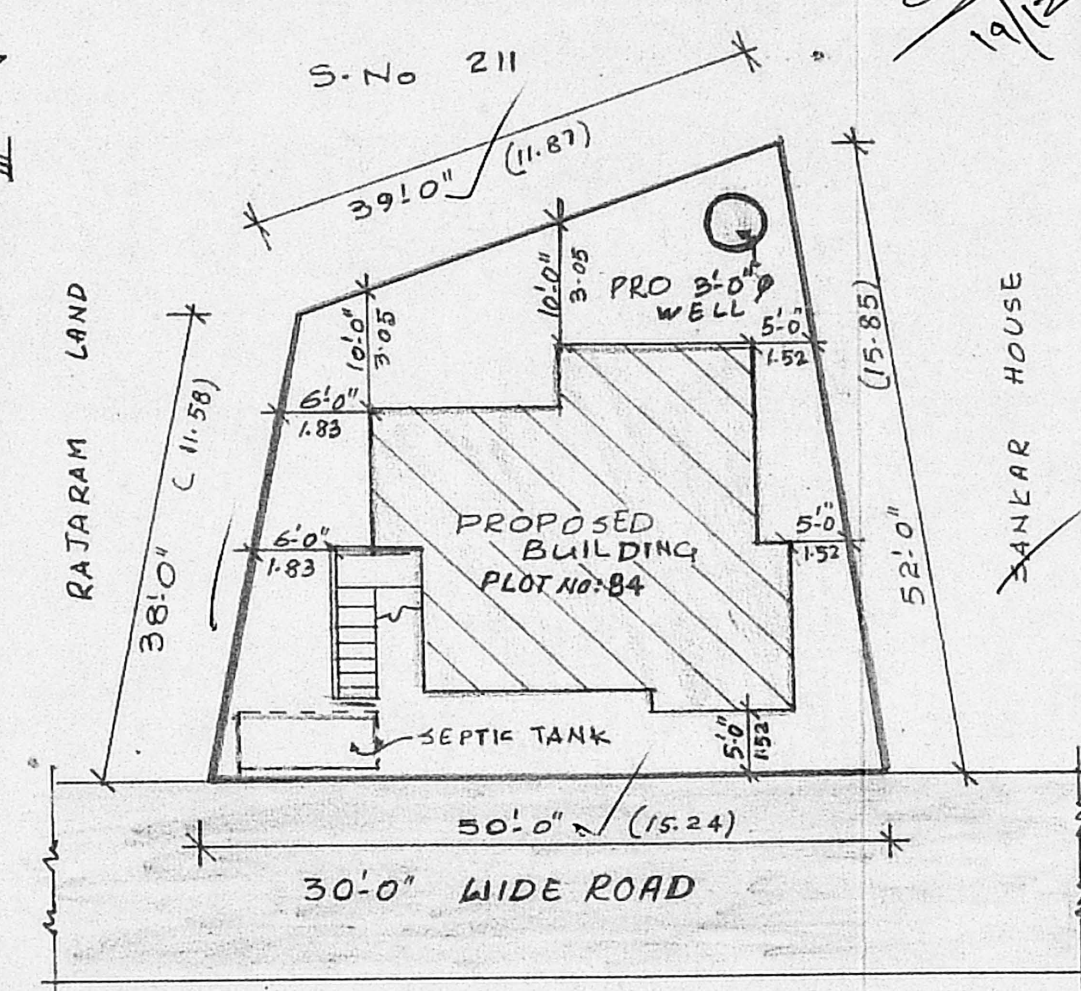 19/12
S. No 211
39'-0" (11.87)
10'-0"
3.05
10'-0"
3.05
PRO 3'-0" φ
WELL
5'-0"
1.52
(15.85)
52'-0"
SANKAR HOUSE
RAJARAM LAND
(11.58)
38'-0"
6'-0"
1.83
6'-0"
1.83
5'-0"
1.52
PROPOSED
BUILDING
PLOT NO: 84
SEPTIC TANK
5'-0"
1.52
50'-0" (15.24)
30'-0" WIDE ROAD